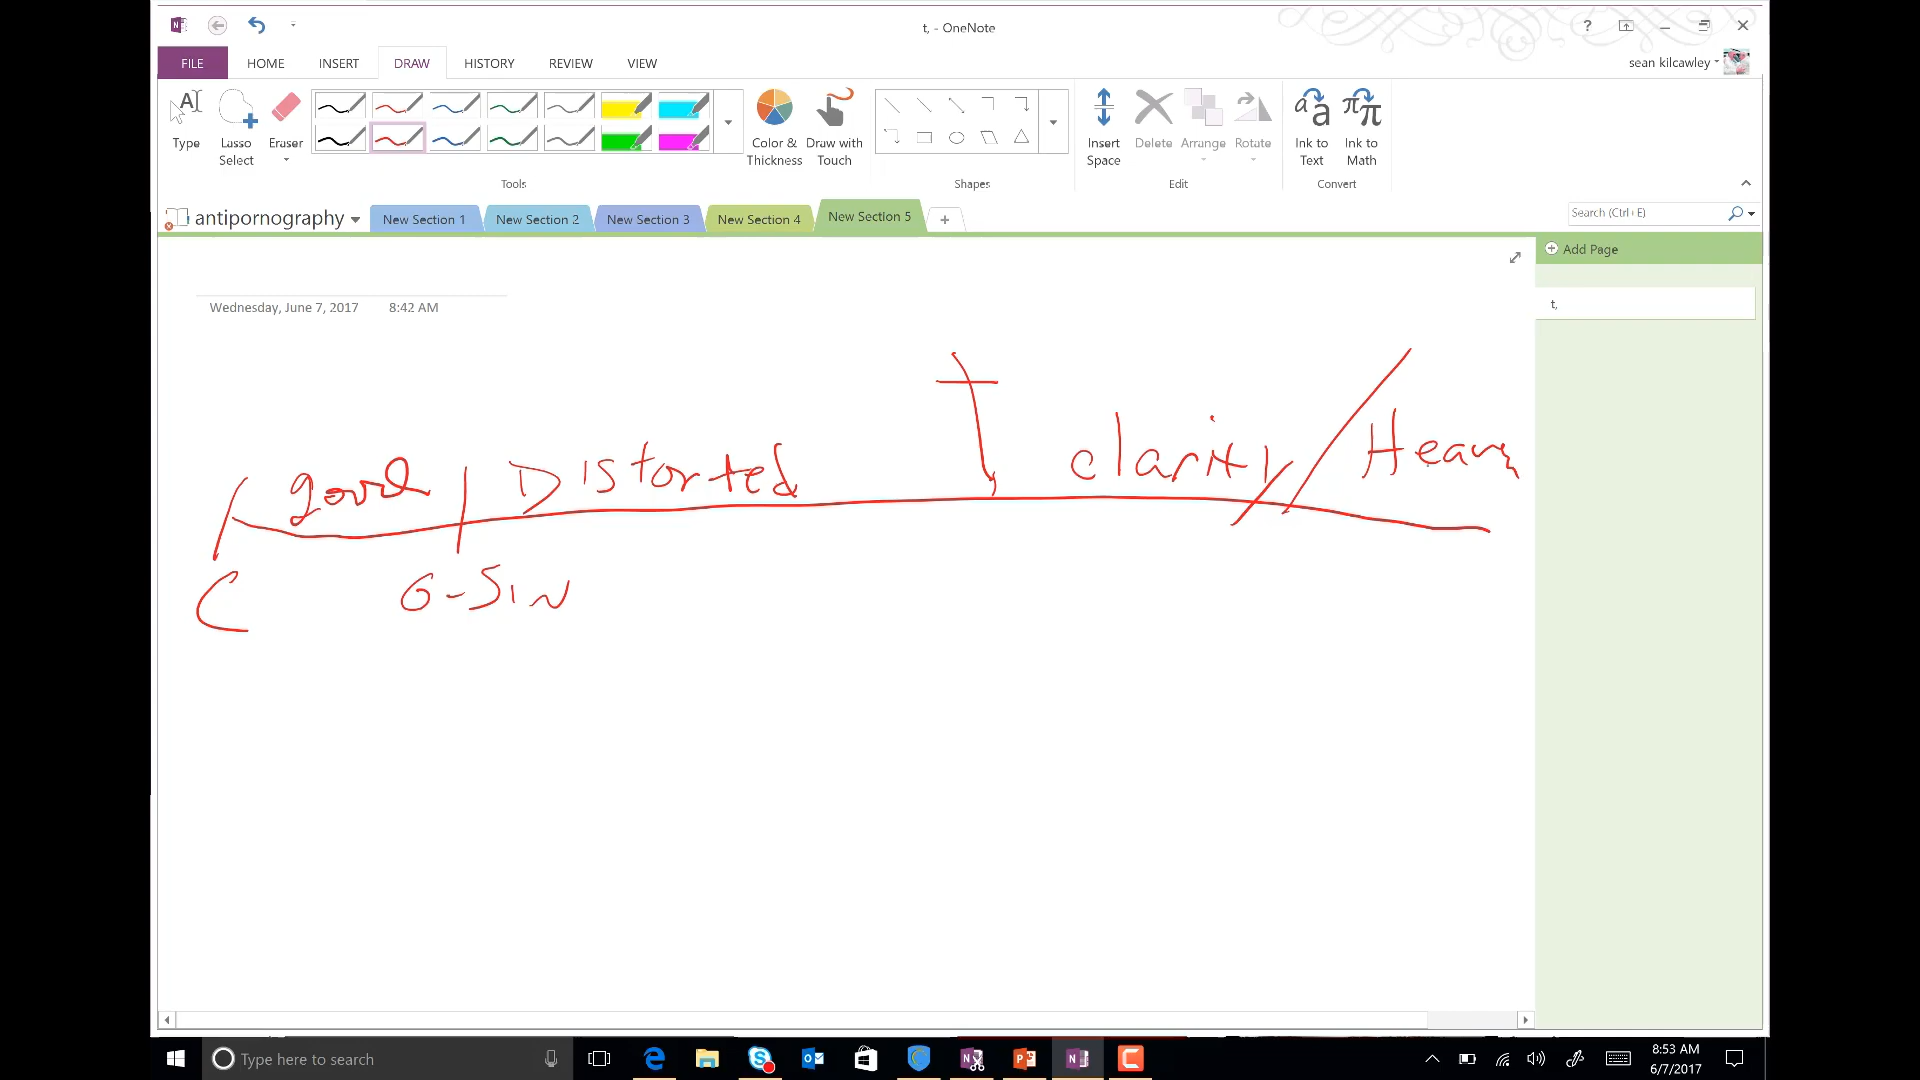 t, - OneNote
?
FILE
HOME
INSERT
DRAW
HISTORY
REVIEW
VIEW
sean kilcawley
Type
Lasso Select
Eraser
Color & Thickness
Draw with Touch
Insert Space
Delete
Arrange
Rotate
Ink to Text
Ink to Math
Tools
Shapes
Edit
Convert
antipornography
New Section 1
New Section 2
New Section 3
New Section 4
New Section 5
Search (Ctrl+E)
Add Page
t,
Wednesday, June 7, 2017
8:42 AM
good
Distorted
clarity
Heaven
C
O-SIN
Type here to search
8:53 AM
6/7/2017